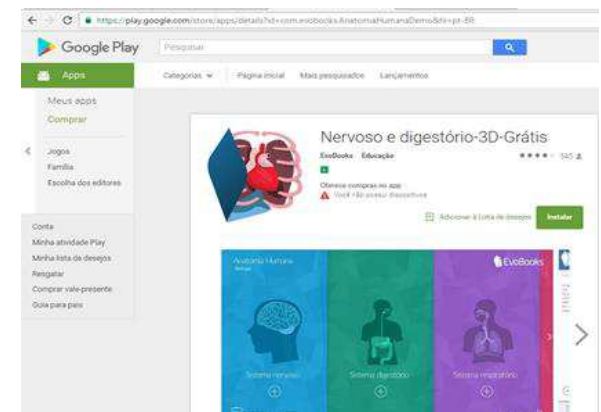 https://play.google.com/store/apps/details?id=com.evobooks.AnatomiaHumanaDemo&hl=pt-BR
Google Play
Pesquisar
Apps
Categorias
Página inicial
Mais pesquisados
Lançamentos
Meus apps
Comprar
Jogos
Família
Escolha dos editores
Conta
Minha atividade Play
Minha lista de desejos
Resgatar
Comprar vale-presente
Guia para pais
Nervoso e digestório-3D-Grátis
EvoBooks Educação
545
Oferece compras no app
Você não possui dispositivos
Adicionar à Lista de desejos
Instalar
Anatomia Humana
EvoBooks
Sistema nervoso
Sistema digestório
Sistema respiratório